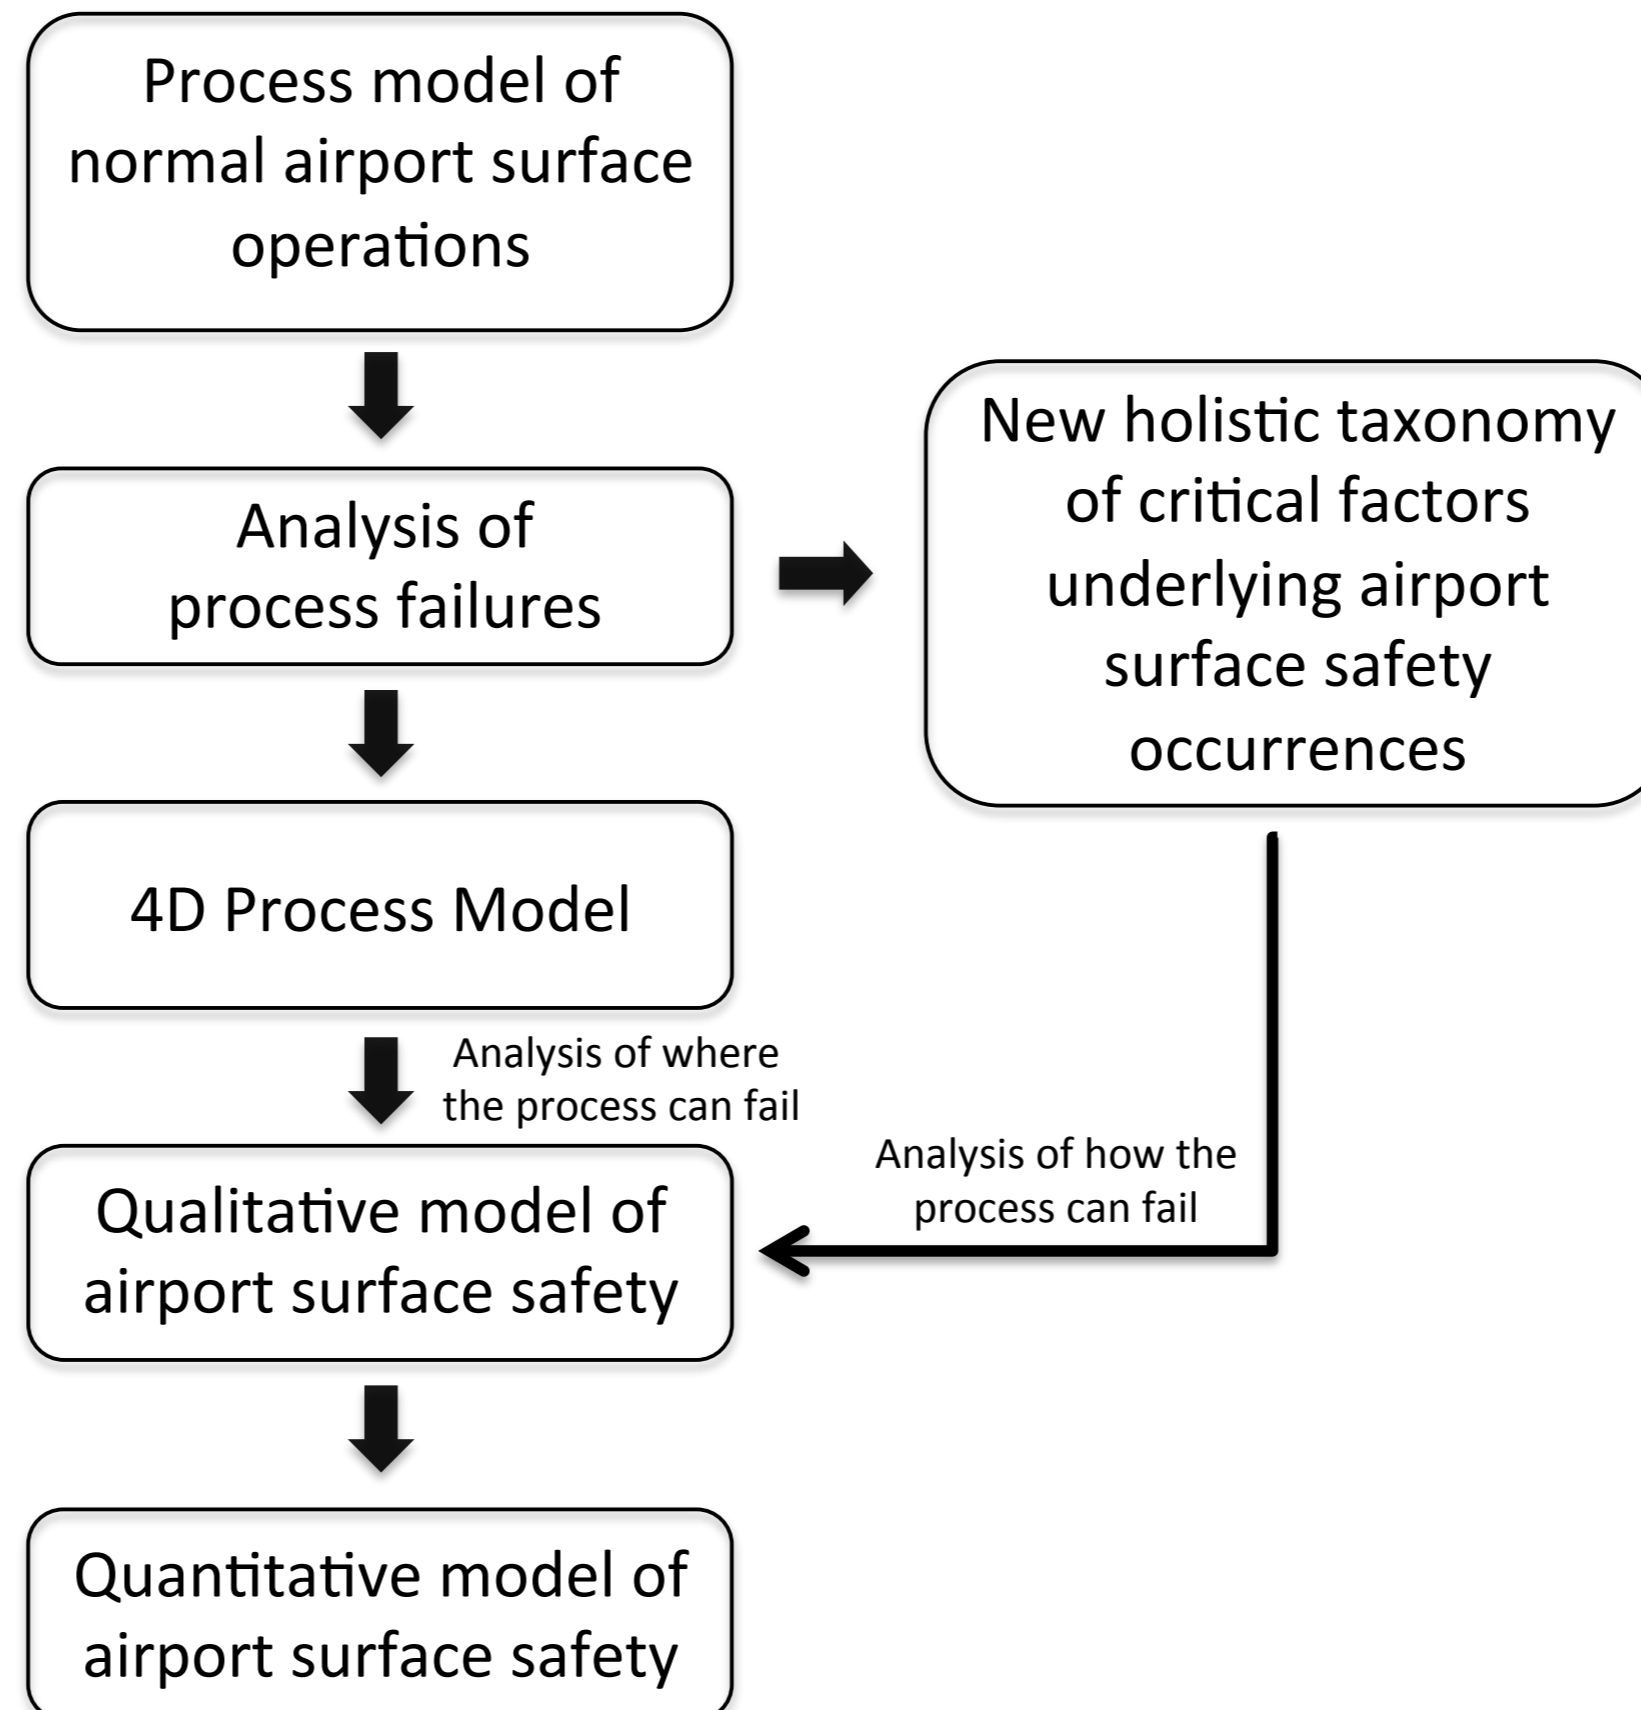 Process model of
normal airport surface
operations
Analysis of
process failures
New holistic taxonomy
of critical factors
underlying airport
surface safety
occurrences
4D Process Model
Analysis of where
the process can fail
Analysis of how the
process can fail
Qualitative model of
airport surface safety
Quantitative model of
airport surface safety